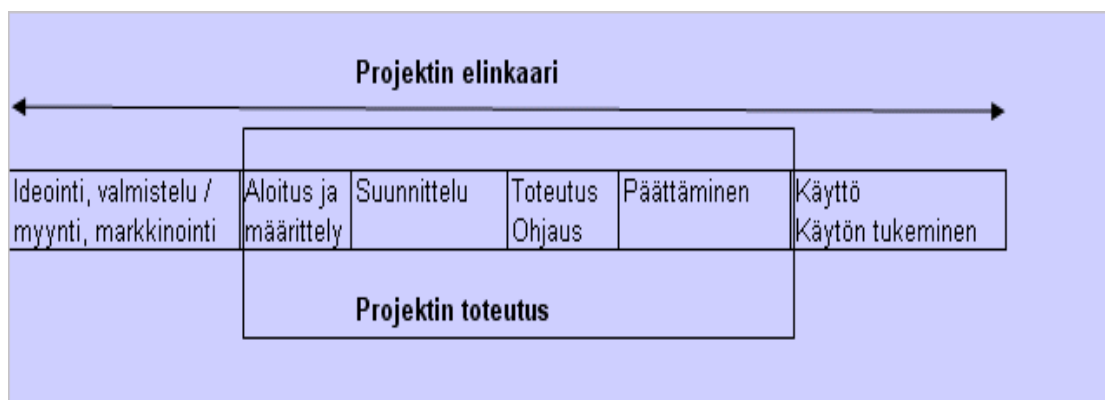 Projektin elinkaari
Ideointi, valmistelu /
myynti, markkinointi
Aloitus ja
määrittely
Suunnittelu
Toteutus
Ohjaus
Päättäminen
Käyttö
Käytön tukeminen
Projektin toteutus